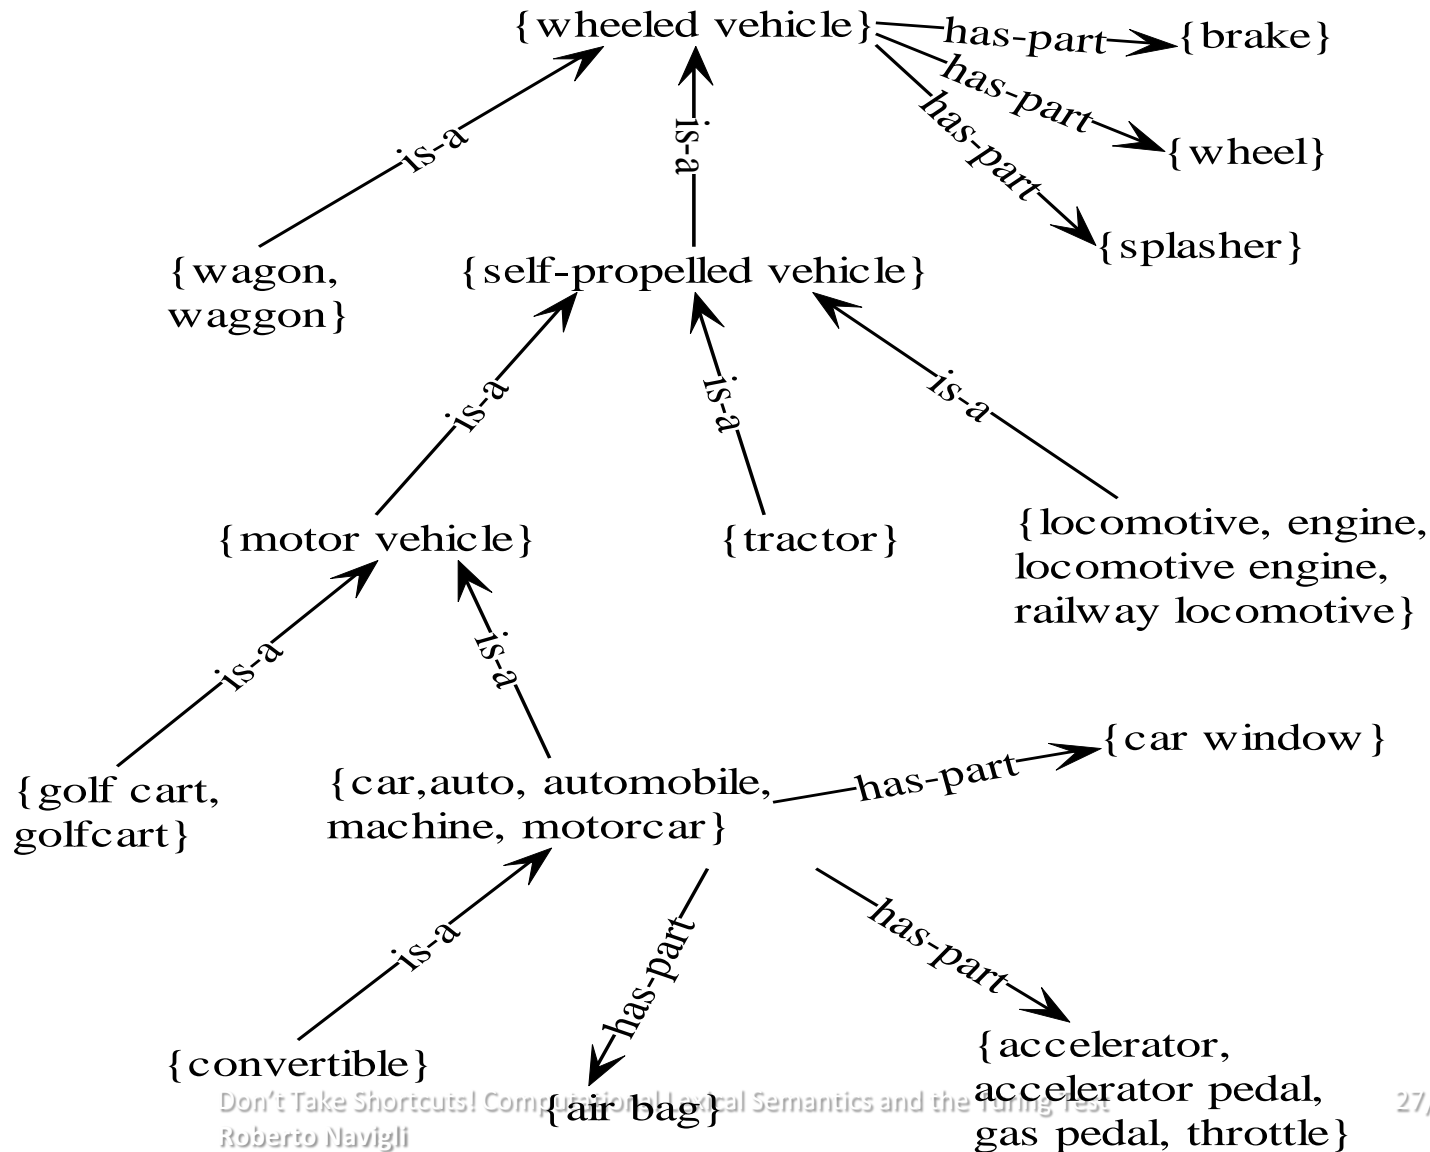 {wheeled vehicle}
has-part
{brake}
has-part
{wheel}
has-part
{splasher}
is-a
is-a
{wagon,
waggon}
{self-propelled vehicle}
is-a
is-a
is-a
{motor vehicle}
{tractor}
{locomotive, engine,
locomotive engine,
railway locomotive}
is-a
is-a
{golf cart,
golfcart}
{car,auto, automobile,
machine, motorcar}
has-part
{car window}
is-a
has-part
has-part
{convertible}
{air bag}
{accelerator,
accelerator pedal,
gas pedal, throttle}
Don't Take Shortcuts! Computational Lexical Semantics and the Turing Test
Roberto Navigli
27/